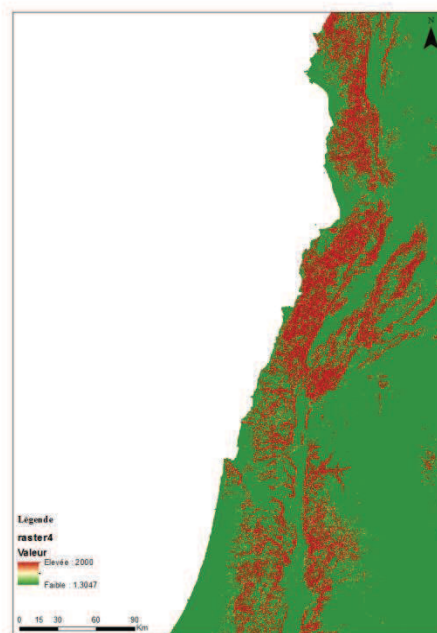 N
Légende
raster4
Valeur
Elevée : 2000
Faible : 1.3047
0 15 30 60 90
Km